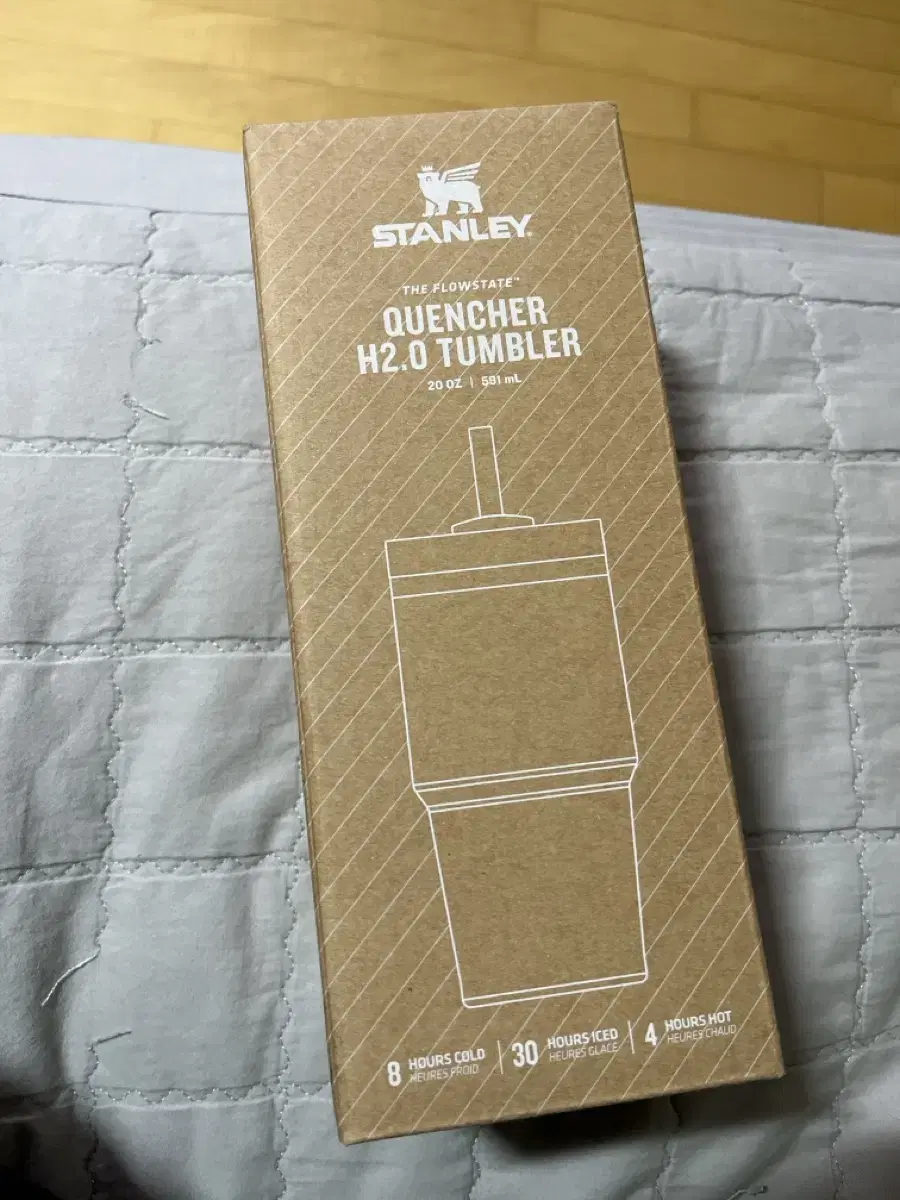 STANLEY.
THE FLOWSTATE™
QUENCHER
H2.0 TUMBLER
20 OZ | 591 mL
8 HOURS COLD
HEURES FROID
30 HOURS ICED
HEURES GLACÉ
4 HOURS HOT
HEURES CHAUD